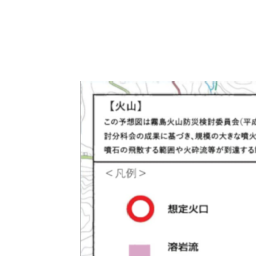 【火山】
この予想図は霧島火山防災検討委員会(平成
討分科会の成果に基づき、規模の大きな噴火
噴石の飛散する範囲や火砕流等が到達する
<凡例>
想定火口
溶岩流